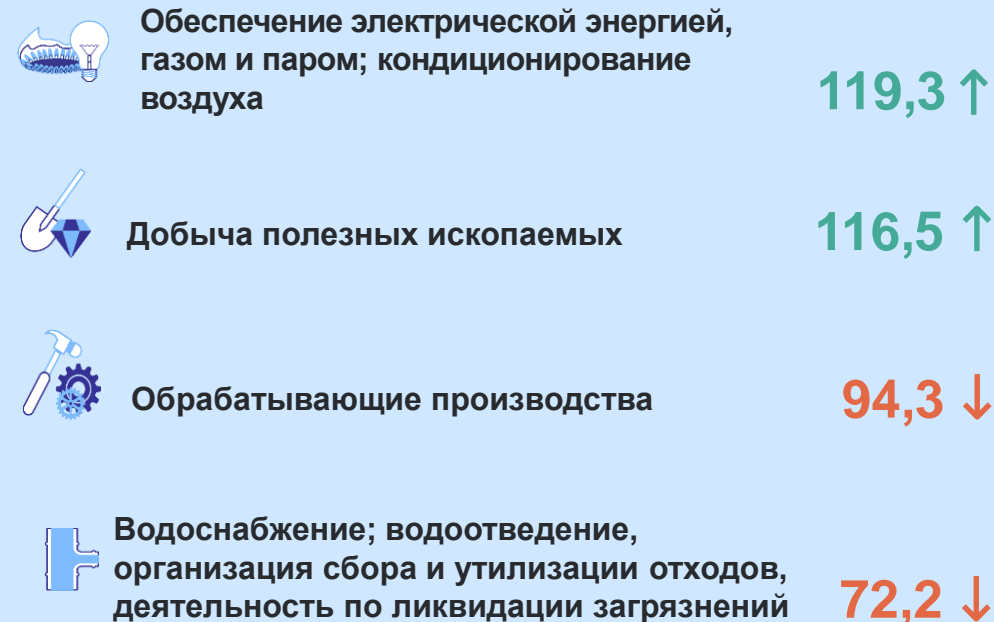 Обеспечение электрической энергией,
газом и паром; кондиционирование
воздуха
119,3 ↑
Добыча полезных ископаемых
116,5 ↑
Обрабатывающие производства
94,3 ↓
Водоснабжение; водоотведение,
организация сбора и утилизации отходов,
деятельность по ликвидации загрязнений
72,2 ↓